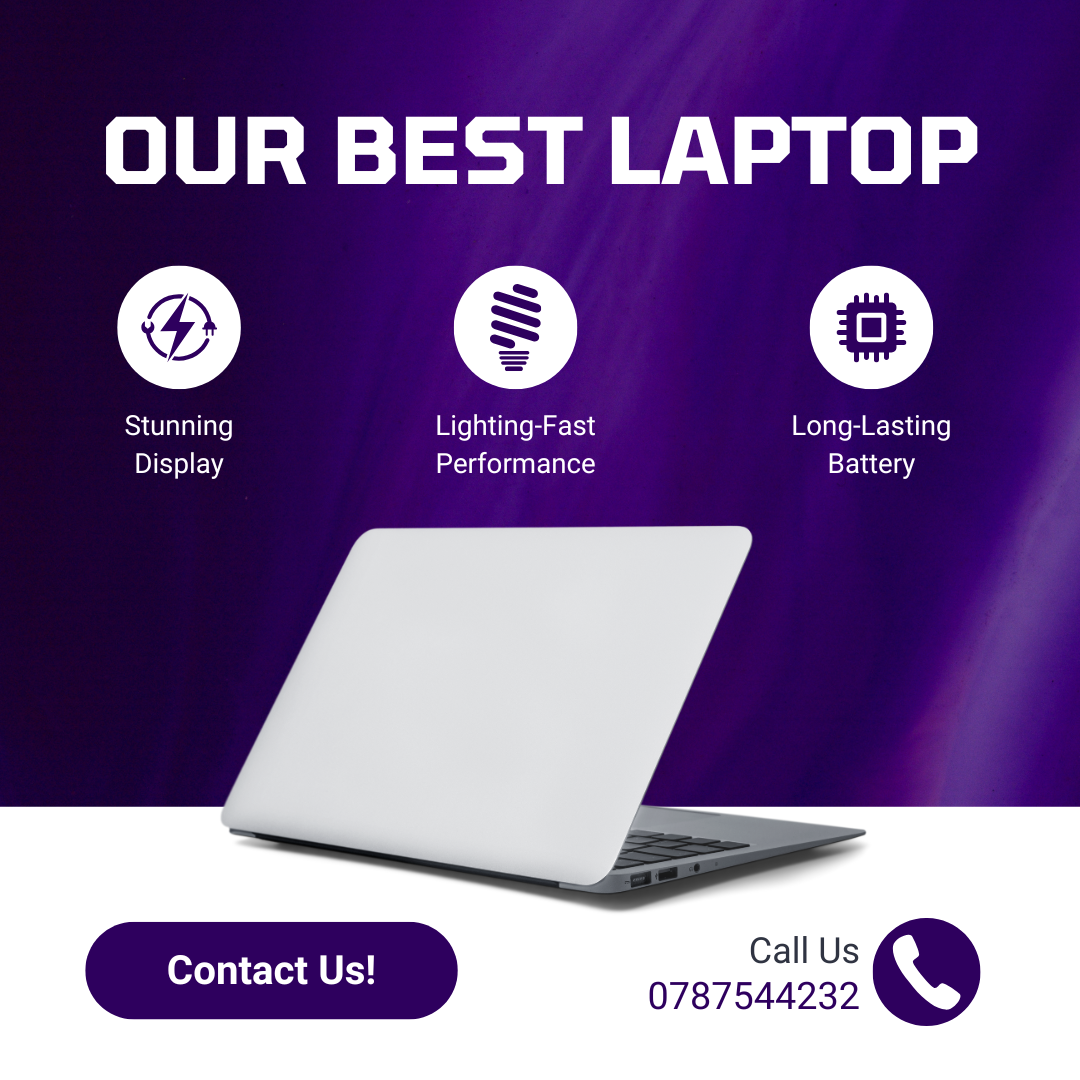 OUR BEST LAPTOP
Stunning
Display
Lighting-Fast
Performance
Long-Lasting
Battery
Contact Us!
Call Us
0787544232